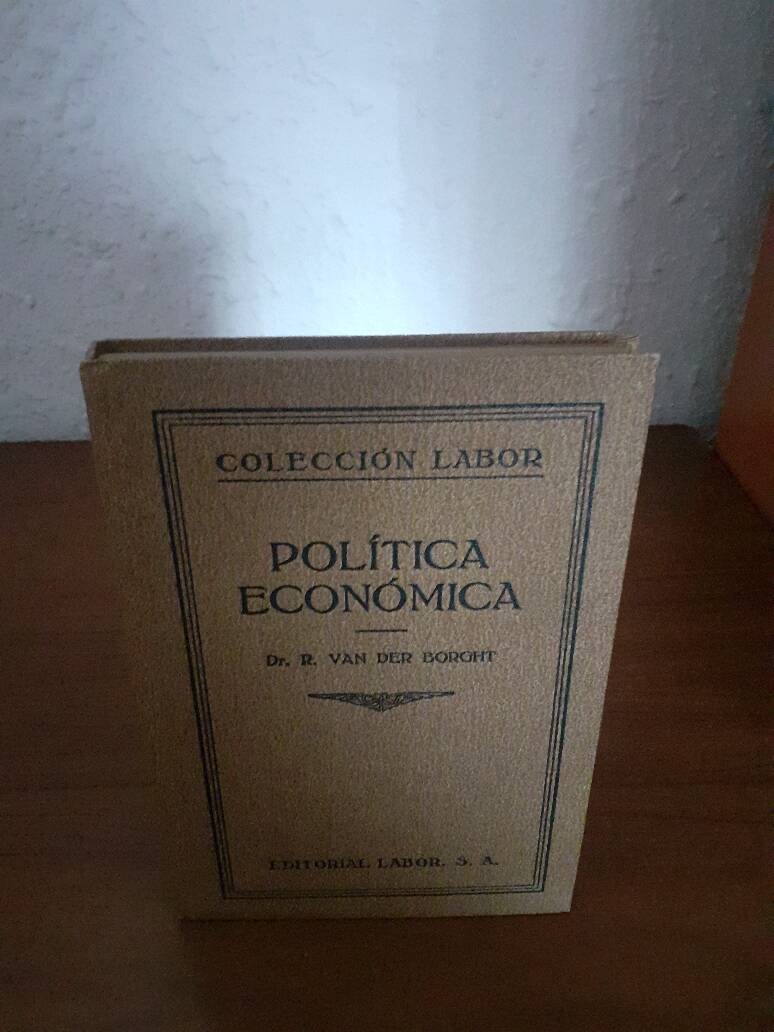 COLECCIÓN LABOR
POLÍTICA
ECONÓMICA
Dr. R. VAN DER BORGHT
EDITORIAL LABOR, S. A.